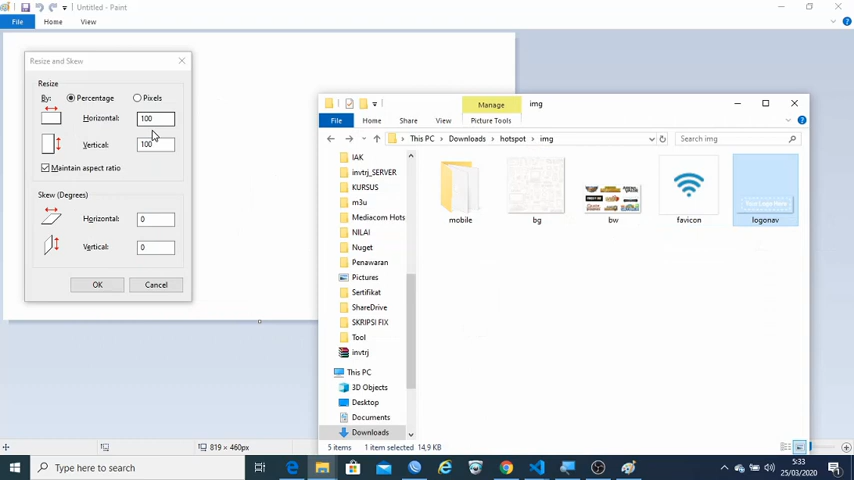 Untitled - Paint
File Home View
Resize and Skew
Resize
By: Percentage Pixels
Horizontal: 100
Vertical: 100
Maintain aspect ratio
Skew (Degrees)
Horizontal: 0
Vertical: 0
OK Cancel
819 × 460px
Manage img
File Home Share View Picture Tools
This PC Downloads hotspot img
Search img
IAK
invtrj_SERVER
KURSUS
m3u
Mediacom Hots
NILAI
Nuget
Penawaran
Pictures
Sertifikat
ShareDrive
SKRIPSI FIX
Tool
invtrj
This PC
3D Objects
Desktop
Documents
Downloads
mobile
bg
bw
favicon
Your Logo Here
logonav
5 items 1 item selected 14,9 KB
Type here to search
5:33
25/03/2020